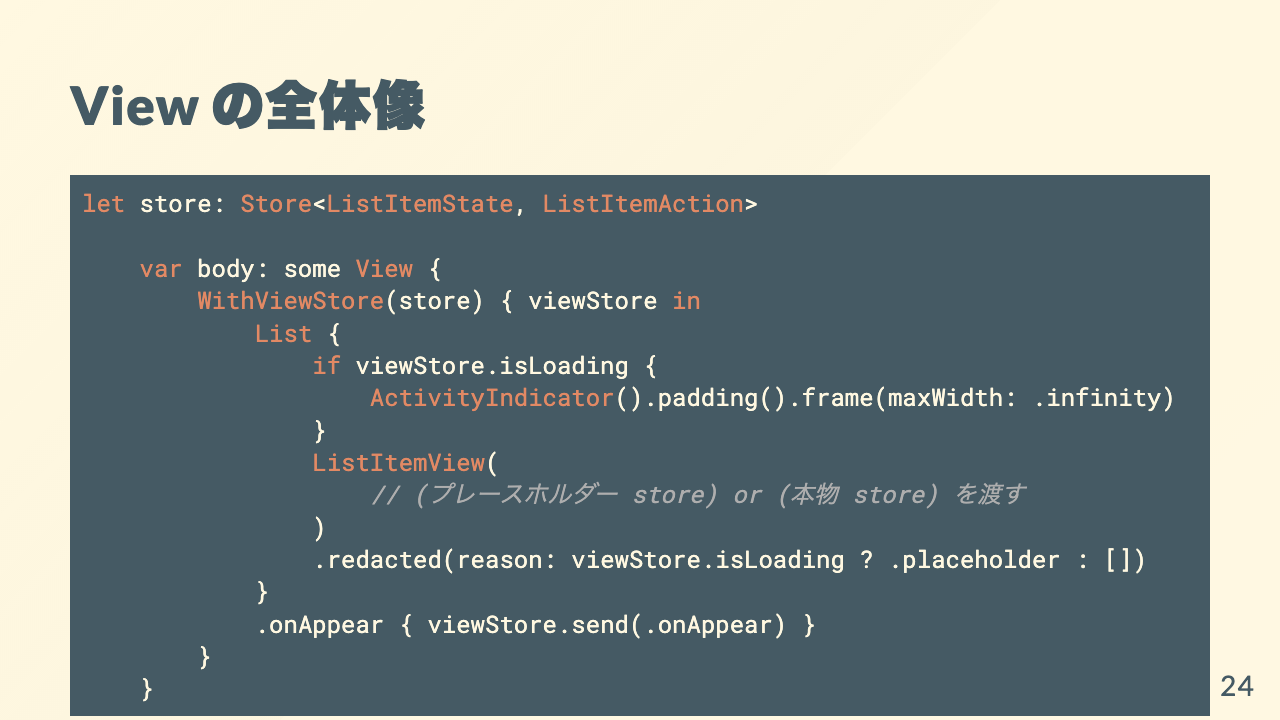 View の全体像
let store: Store<ListItemState, ListItemAction>
    var body: some View {
        WithViewStore(store) { viewStore in
            List {
                if viewStore.isLoading {
                    ActivityIndicator().padding().frame(maxWidth: .infinity)
                }
                ListItemView(
                    // (プレースホルダー store) or (本物 store) を渡す
                )
                .redacted(reason: viewStore.isLoading ? .placeholder : [])
            }
            .onAppear { viewStore.send(.onAppear) }
        }
    }
24